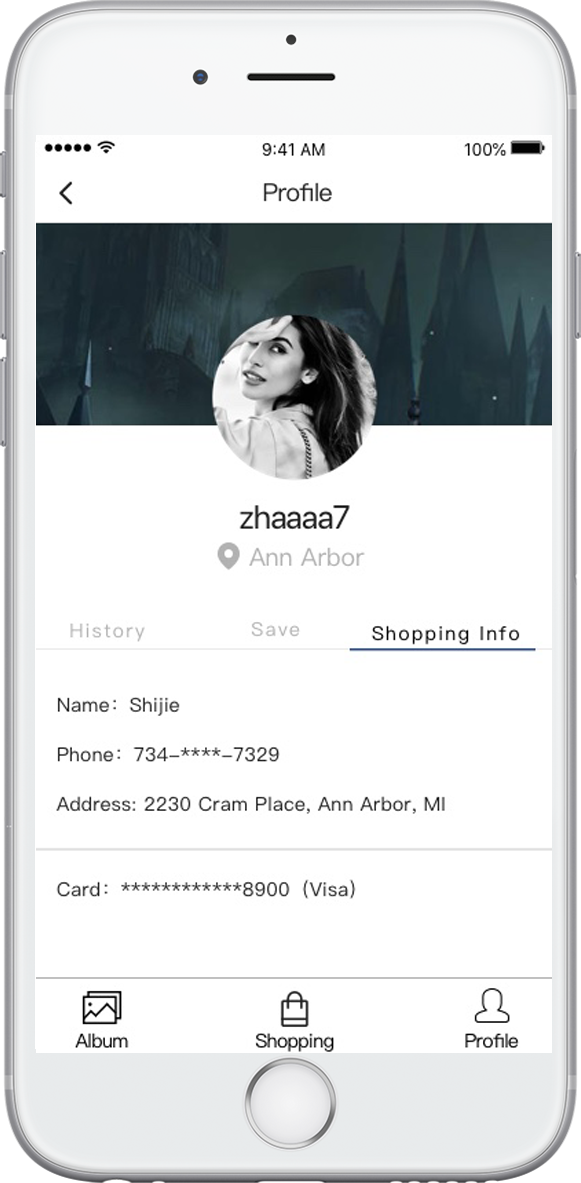 9:41 AM 100%
Profile
zhaaaa7
Ann Arbor
History Save Shopping Info
Name： Shijie
Phone： 734-****-7329
Address: 2230 Cram Place, Ann Arbor, MI
Card： ************8900（Visa）
Album Shopping Profile